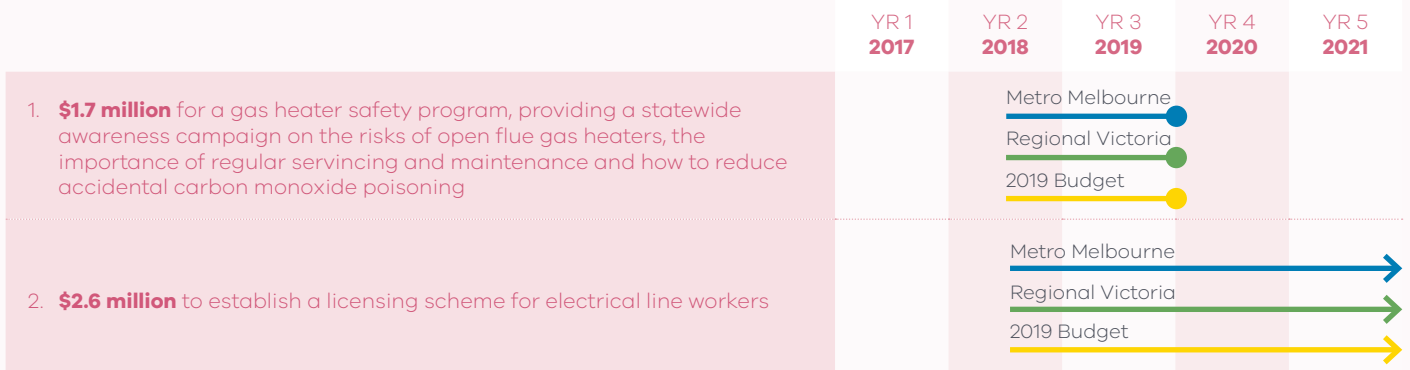 YR 1 YR 2 YR 3 YR 4 YR 5
2017 2018 2019 2020 2021
1. $1.7 million for a gas heater safety program, providing a statewide
awareness campaign on the risks of open flue gas heaters, the
importance of regular servincing and maintenance and how to reduce
accidental carbon monoxide poisoning
Metro Melbourne
Regional Victoria
2019 Budget
2. $2.6 million to establish a licensing scheme for electrical line workers
Metro Melbourne
Regional Victoria
2019 Budget